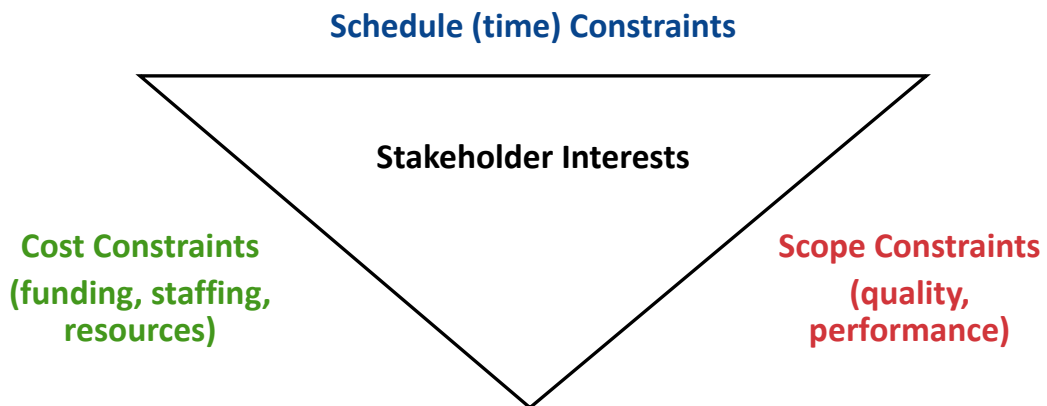 Schedule (time) Constraints
Stakeholder Interests
Cost Constraints
(funding, staffing,
resources)
Scope Constraints
(quality,
performance)